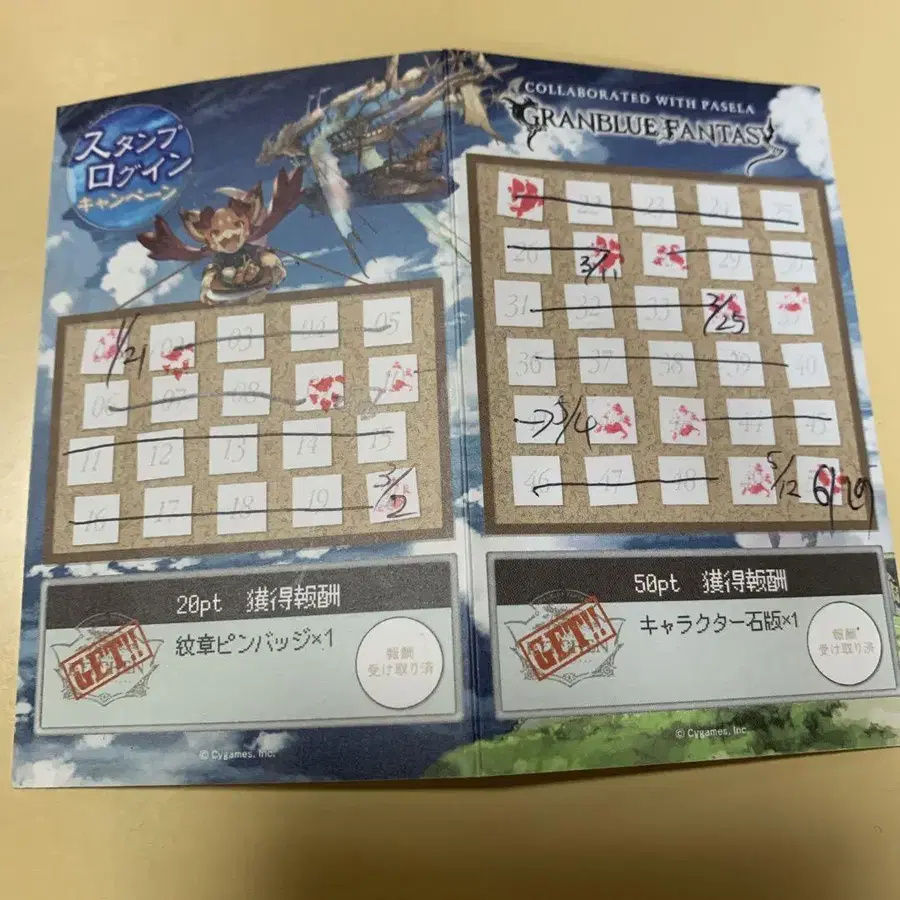 スタンプ
ログイン
キャンペーン
1/21
02 03 04 05
06 07 08
11 12 13 14 15
16 17 18 19
3/2
20pt 獲得報酬
GET!!
紋章ピンバッジ×1
報酬
受け取り済
© Cygames, Inc.
COLLABORATED WITH PASELA
GRANBLUE FANTASY
22 23 24 25
26 29 30
3/11
31 32 33
3/25
36 37 38 39 40
5/4
44 45
46 47 48
5/12
6/19
50pt 獲得報酬
GET!!
キャラクター石版×1
報酬
受け取り済
© Cygames, Inc.